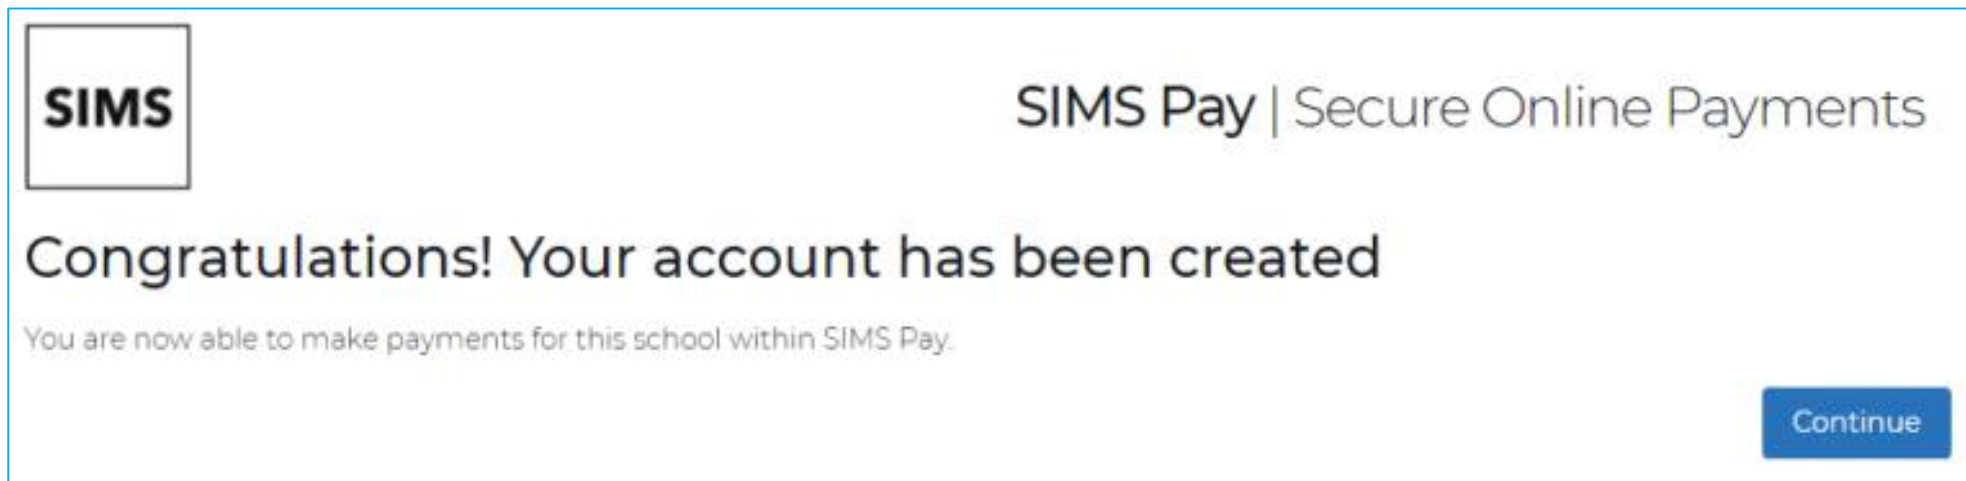 SIMS
SIMS Pay | Secure Online Payments
Congratulations! Your account has been created
You are now able to make payments for this school within SIMS Pay.
Continue